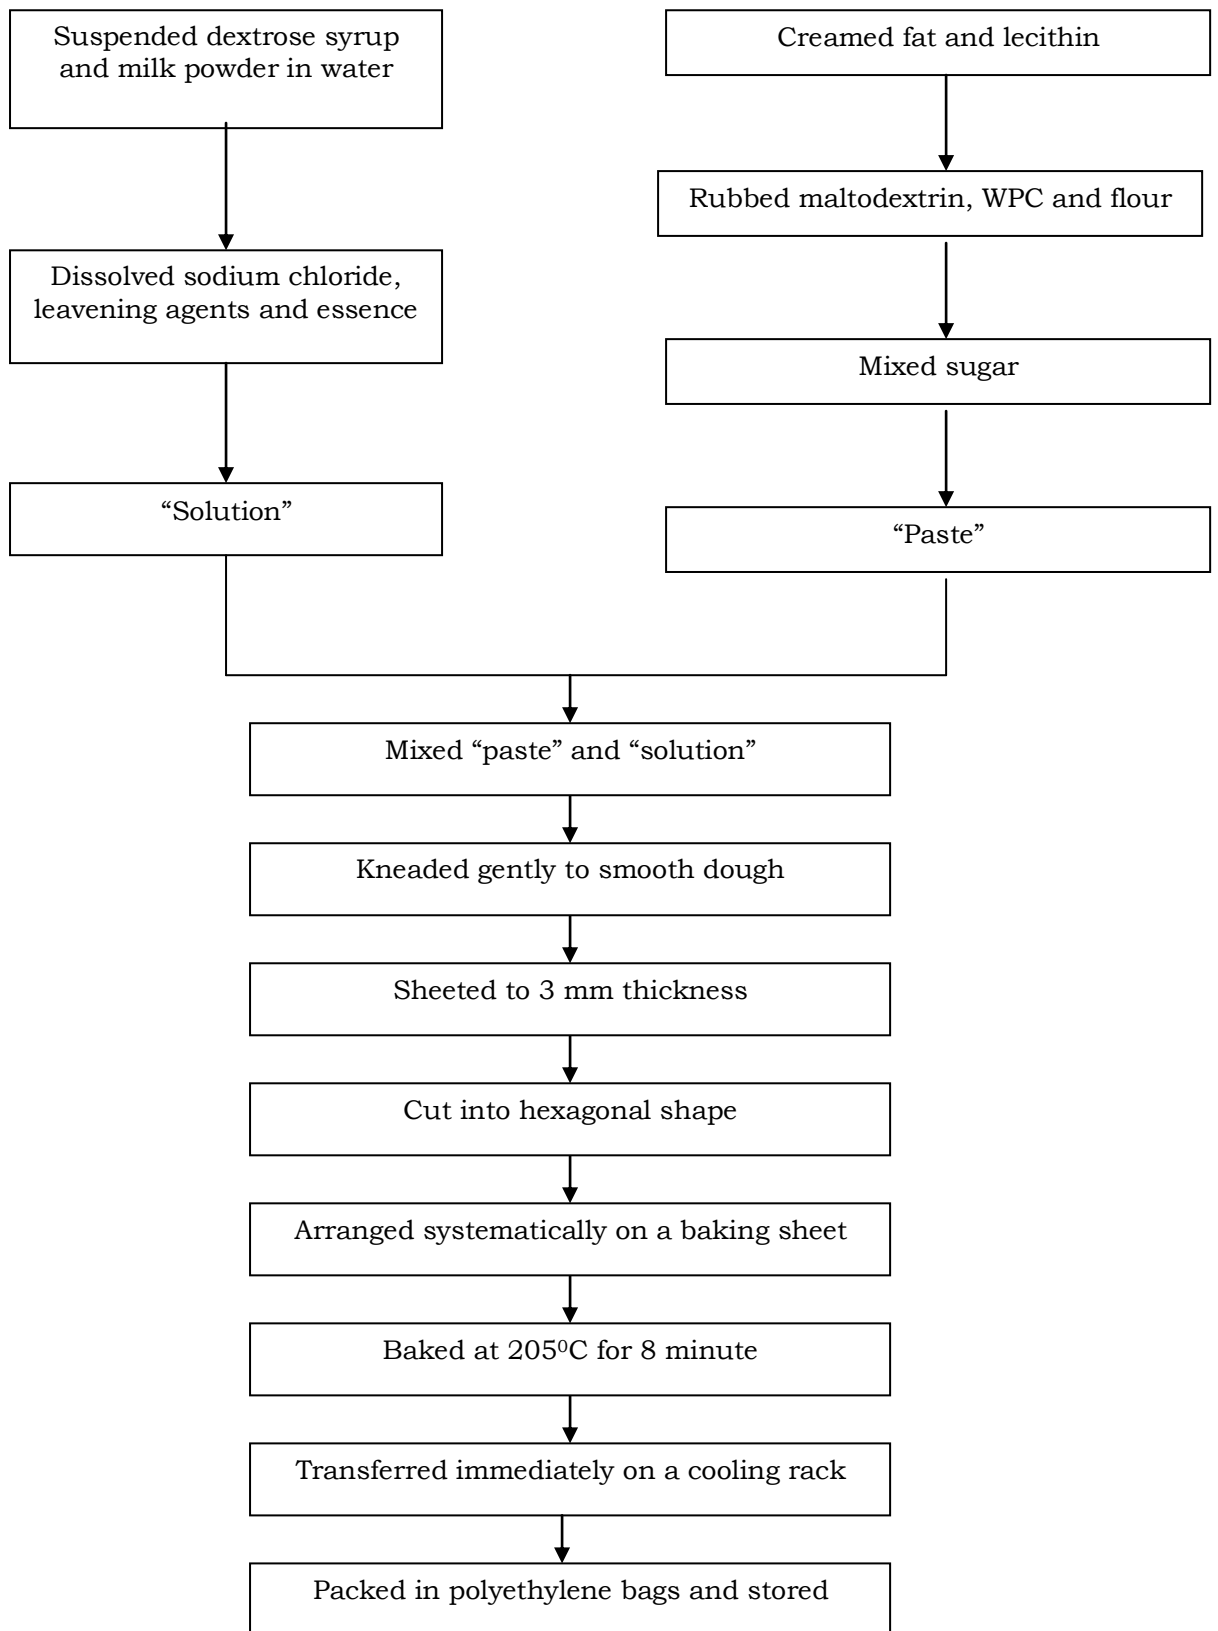 Suspended dextrose syrup
and milk powder in water
Dissolved sodium chloride,
leavening agents and essence
“Solution”
Creamed fat and lecithin
Rubbed maltodextrin, WPC and flour
Mixed sugar
“Paste”
Mixed “paste” and “solution”
Kneaded gently to smooth dough
Sheeted to 3 mm thickness
Cut into hexagonal shape
Arranged systematically on a baking sheet
Baked at 205⁰C for 8 minute
Transferred immediately on a cooling rack
Packed in polyethylene bags and stored